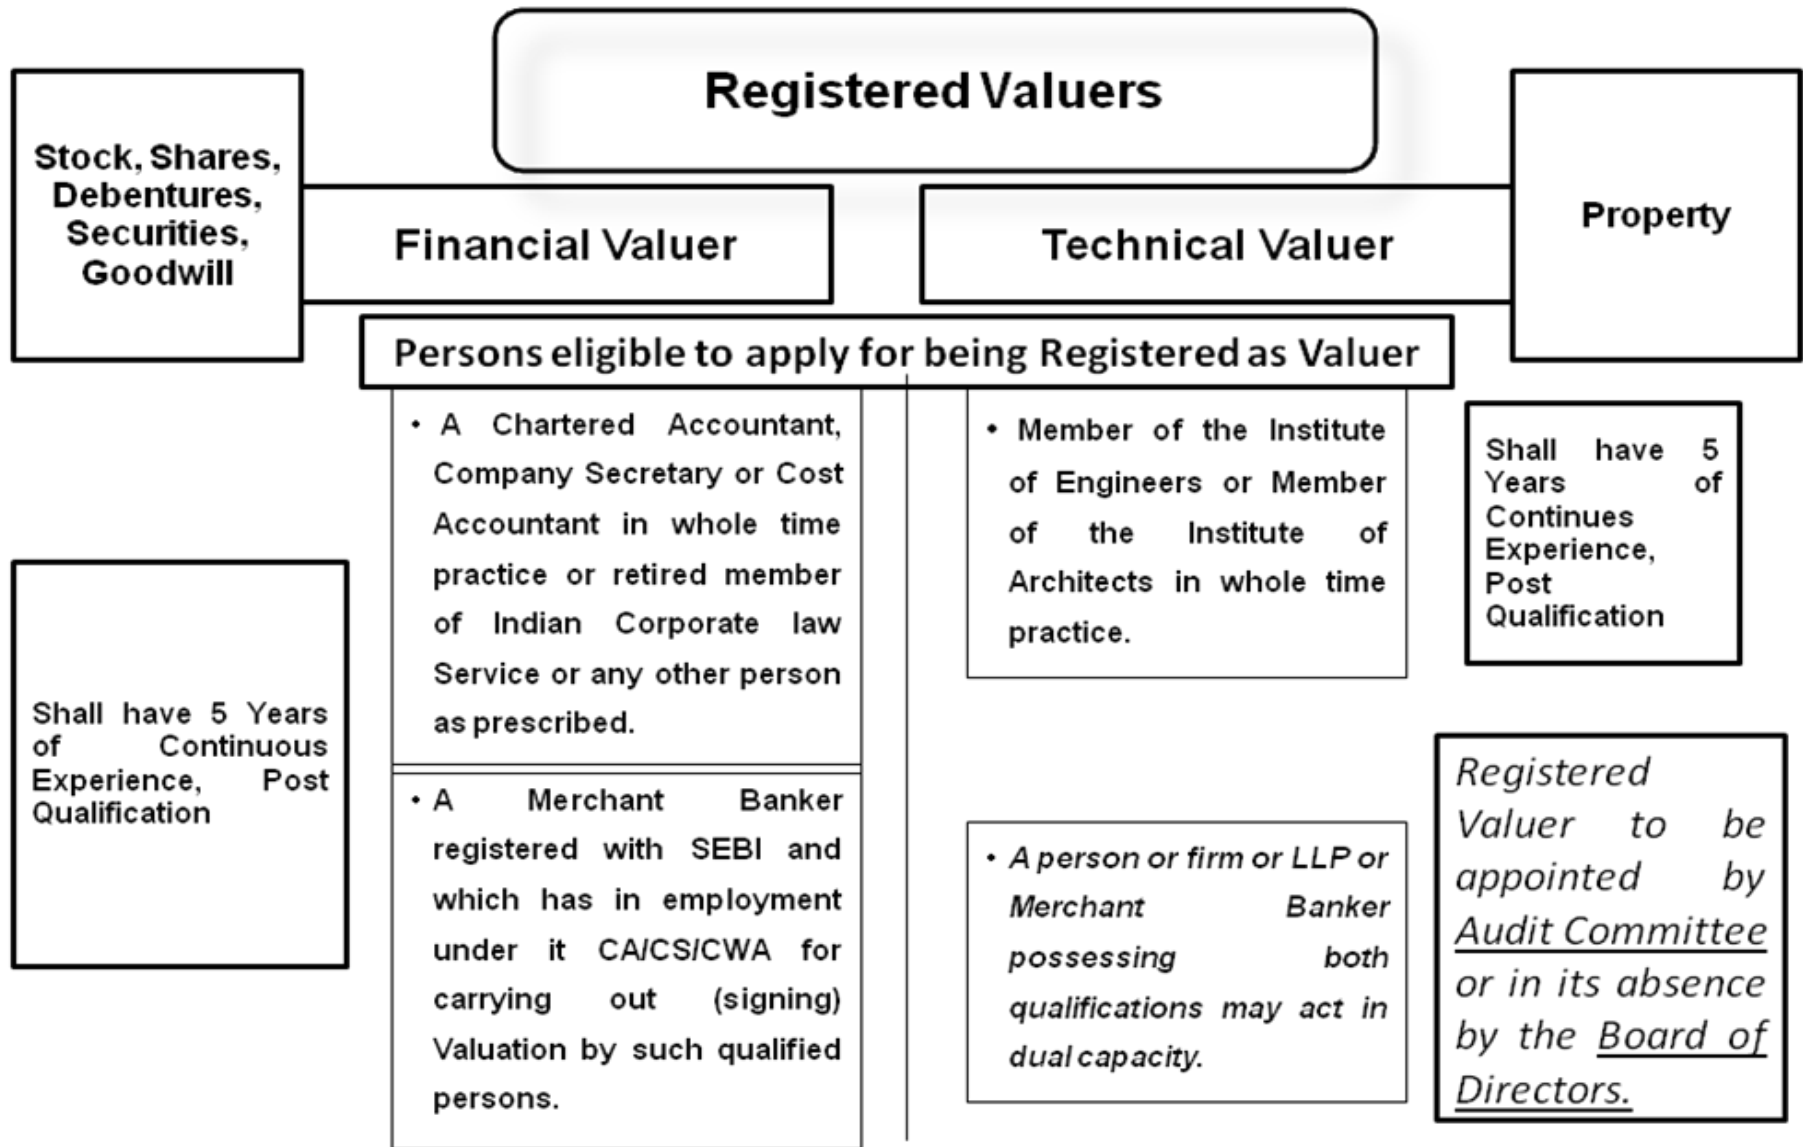 Registered Valuers
Stock, Shares,
Debentures,
Securities,
Goodwill
Financial Valuer
Technical Valuer
Property
Persons eligible to apply for being Registered as Valuer
• A Chartered Accountant,
Company Secretary or Cost
Accountant in whole time
practice or retired member
of Indian Corporate law
Service or any other person
as prescribed.
• A Merchant Banker
registered with SEBI and
which has in employment
under it CA/CS/CWA for
carrying out (signing)
Valuation by such qualified
persons.
Shall have 5 Years
of Continuous
Experience, Post
Qualification
• Member of the Institute
of Engineers or Member
of the Institute of
Architects in whole time
practice.
• A person or firm or LLP or
Merchant Banker
possessing both
qualifications may act in
dual capacity.
Shall have 5
Years of
Continues
Experience,
Post
Qualification
Registered
Valuer to be
appointed by
Audit Committee
or in its absence
by the Board of
Directors.